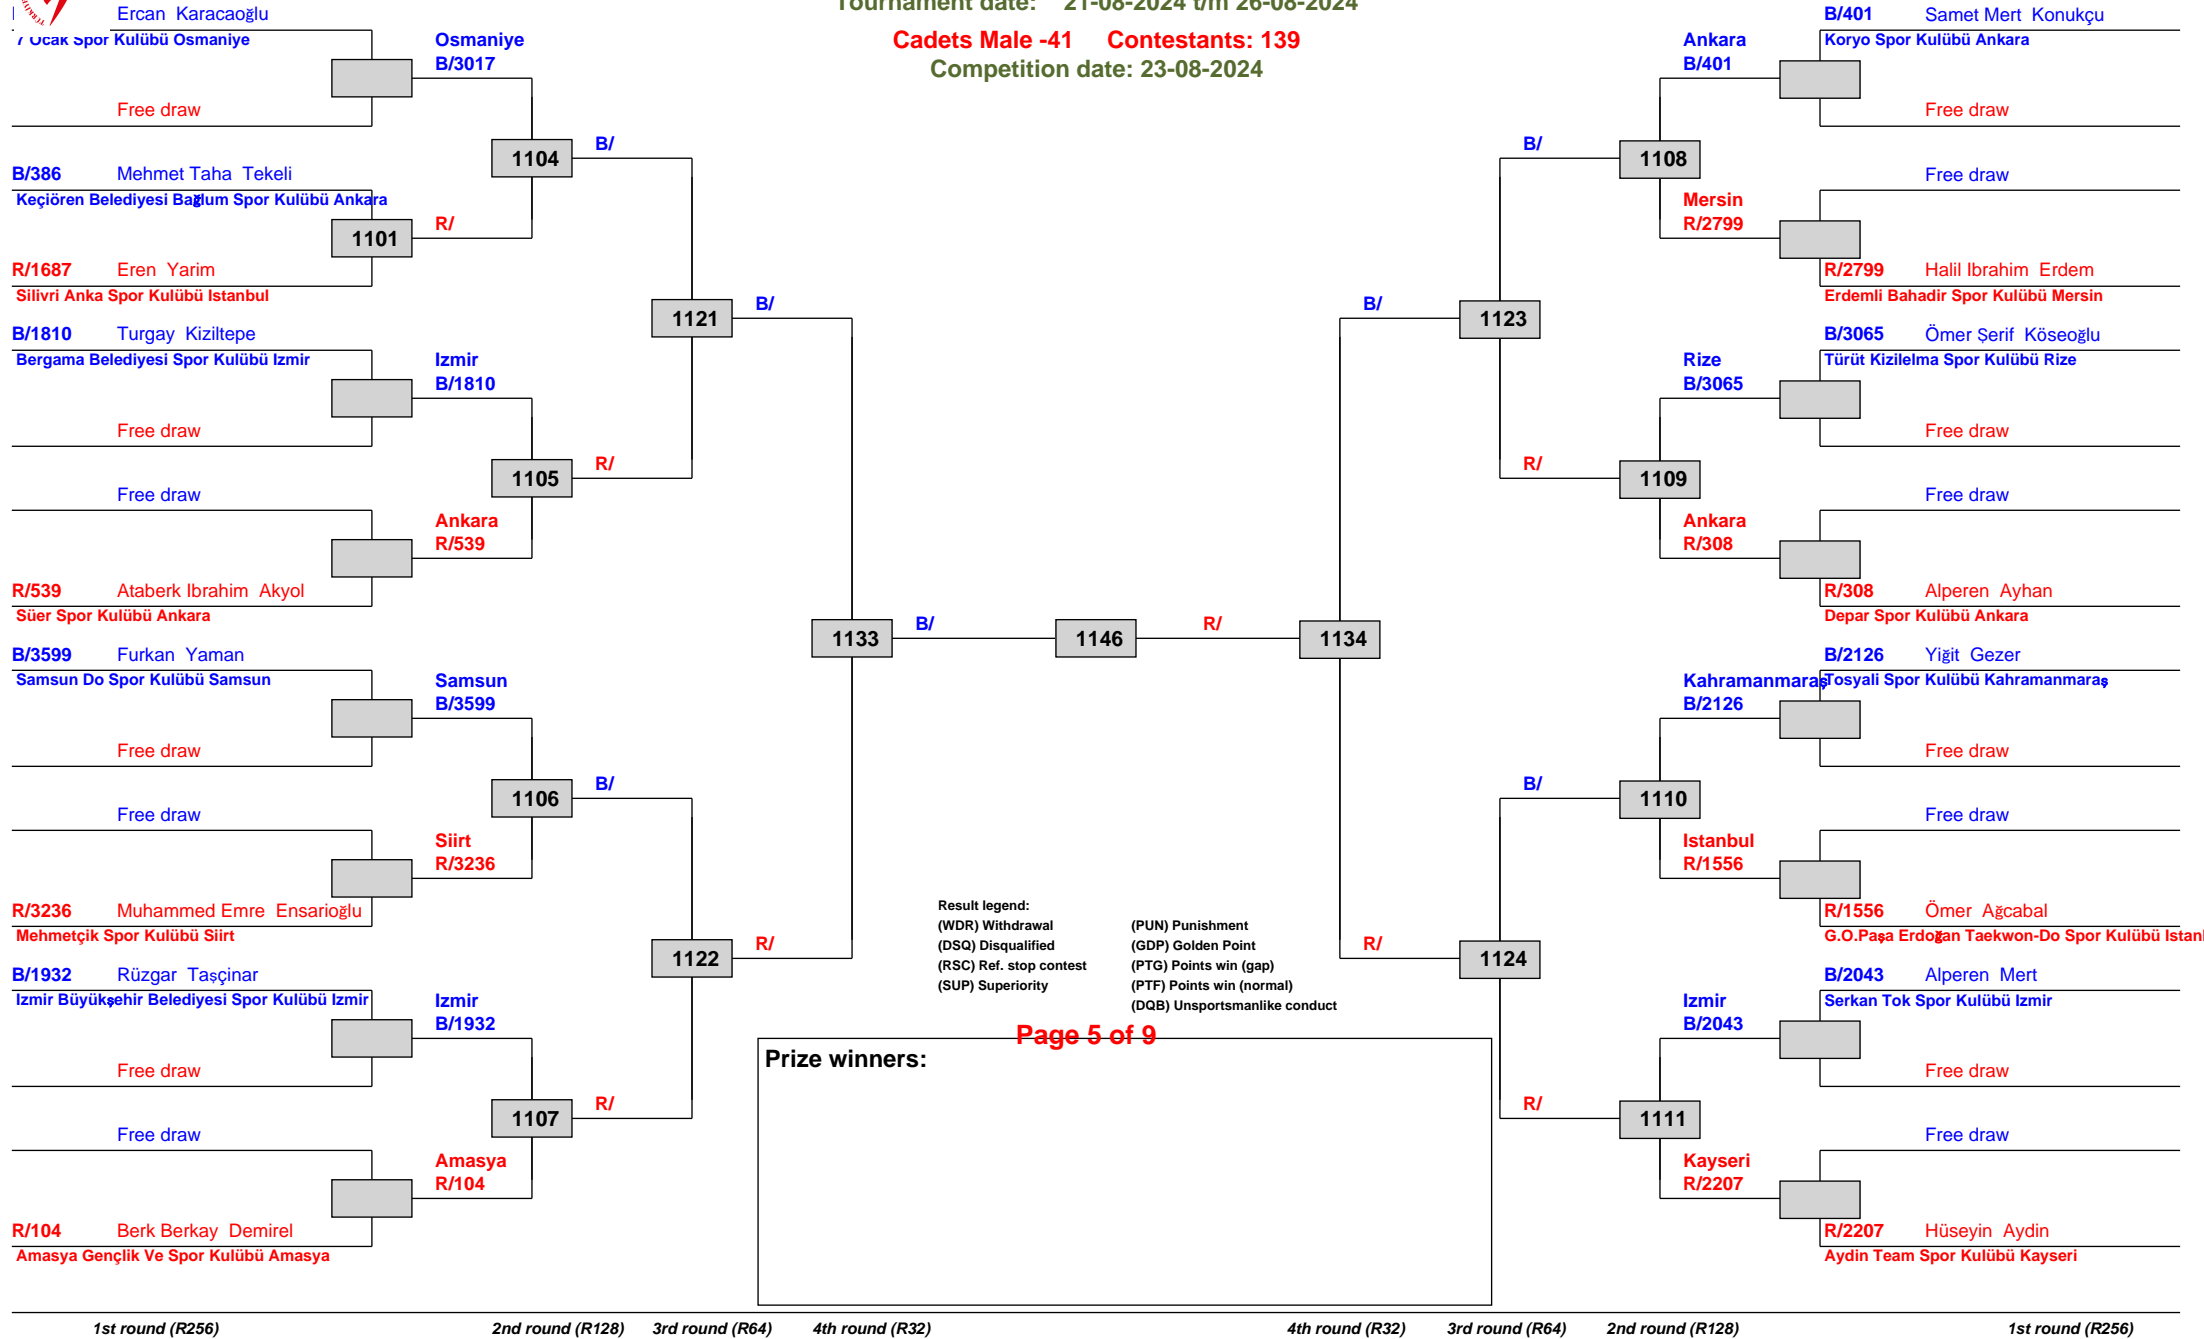 Tournament date: 21-08-2024 t/m 26-08-2024
Cadets Male -41 Contestants: 139
Competition date: 23-08-2024
Ercan Karacaoğlu
7 Ocak Spor Kulübü Osmaniye
Free draw
B/386 Mehmet Taha Tekeli
Keçiören Belediyesi Bağlum Spor Kulübü Ankara
1101
R/1687 Eren Yarim
Silivri Anka Spor Kulübü Istanbul
B/1810 Turgay Kiziltepe
Bergama Belediyesi Spor Kulübü Izmir
Free draw
Free draw
R/539 Ataberk Ibrahim Akyol
Süer Spor Kulübü Ankara
B/3599 Furkan Yaman
Samsun Do Spor Kulübü Samsun
Free draw
Free draw
R/3236 Muhammed Emre Ensarioğlu
Mehmetçik Spor Kulübü Siirt
B/1932 Rüzgar Taşçinar
Izmir Büyükşehir Belediyesi Spor Kulübü Izmir
Free draw
Free draw
R/104 Berk Berkay Demirel
Amasya Gençlik Ve Spor Kulübü Amasya
Osmaniye
B/3017
1104
R/
Izmir
B/1810
1105
Ankara
R/539
Samsun
B/3599
1106
Siirt
R/3236
Izmir
B/1932
1107
Amasya
R/104
B/
1121
R/
B/
1122
R/
B/
1133
R/
B/
1146
R/
1134
B/
R/
B/
1123
R/
B/
1124
R/
Ankara
B/401
1108
Mersin
R/2799
Rize
B/3065
1109
Ankara
R/308
Kahramanmaraş
B/2126
1110
Istanbul
R/1556
Izmir
B/2043
1111
Kayseri
R/2207
B/401 Samet Mert Konukçu
Koryo Spor Kulübü Ankara
Free draw
Free draw
R/2799 Halil Ibrahim Erdem
Erdemli Bahadir Spor Kulübü Mersin
B/3065 Ömer Şerif Köseoğlu
Türüt Kizilelma Spor Kulübü Rize
Free draw
Free draw
R/308 Alperen Ayhan
Depar Spor Kulübü Ankara
B/2126 Yiğit Gezer
Tosyali Spor Kulübü Kahramanmaraş
Free draw
Free draw
R/1556 Ömer Ağcabal
G.O.Paşa Erdoğan Taekwon-Do Spor Kulübü Istan
B/2043 Alperen Mert
Serkan Tok Spor Kulübü Izmir
Free draw
Free draw
R/2207 Hüseyin Aydin
Aydin Team Spor Kulübü Kayseri
Result legend:
(WDR) Withdrawal (PUN) Punishment
(DSQ) Disqualified (GDP) Golden Point
(RSC) Ref. stop contest (PTG) Points win (gap)
(SUP) Superiority (PTF) Points win (normal)
(DQB) Unsportsmanlike conduct
Page 5 of 9
Prize winners:
1st round (R256) 2nd round (R128) 3rd round (R64) 4th round (R32) 4th round (R32) 3rd round (R64) 2nd round (R128) 1st round (R256)